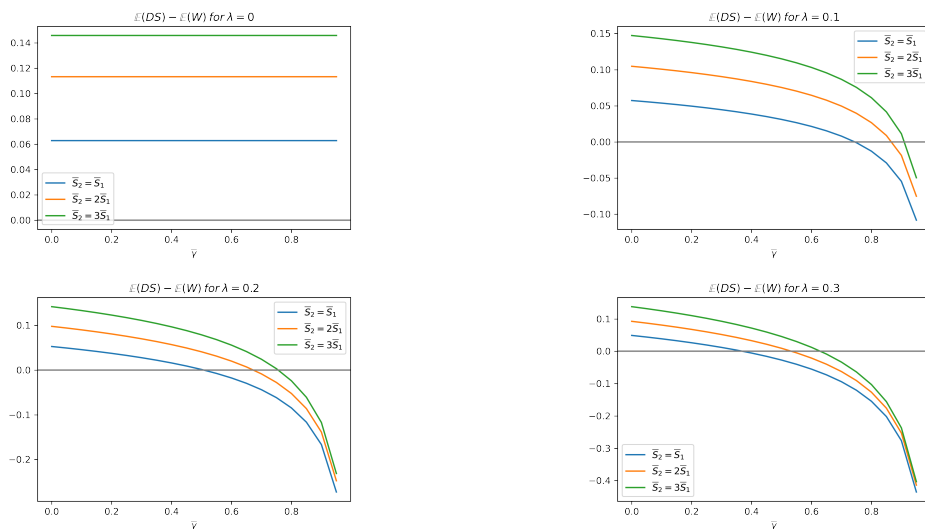 𝔼(DS) − 𝔼(W) for λ = 0
0.14
0.12
0.10
0.08
0.06
0.04
0.02
0.00
S̅₂ = S̅₁
S̅₂ = 2S̅₁
S̅₂ = 3S̅₁
0.0 0.2 0.4 0.6 0.8
γ̅
𝔼(DS) − 𝔼(W) for λ = 0.1
0.15
0.10
0.05
0.00
−0.05
−0.10
S̅₂ = S̅₁
S̅₂ = 2S̅₁
S̅₂ = 3S̅₁
0.0 0.2 0.4 0.6 0.8
γ̅
𝔼(DS) − 𝔼(W) for λ = 0.2
0.1
0.0
−0.1
−0.2
S̅₂ = S̅₁
S̅₂ = 2S̅₁
S̅₂ = 3S̅₁
0.0 0.2 0.4 0.6 0.8
γ̅
𝔼(DS) − 𝔼(W) for λ = 0.3
0.1
0.0
−0.1
−0.2
−0.3
−0.4
S̅₂ = S̅₁
S̅₂ = 2S̅₁
S̅₂ = 3S̅₁
0.0 0.2 0.4 0.6 0.8
γ̅